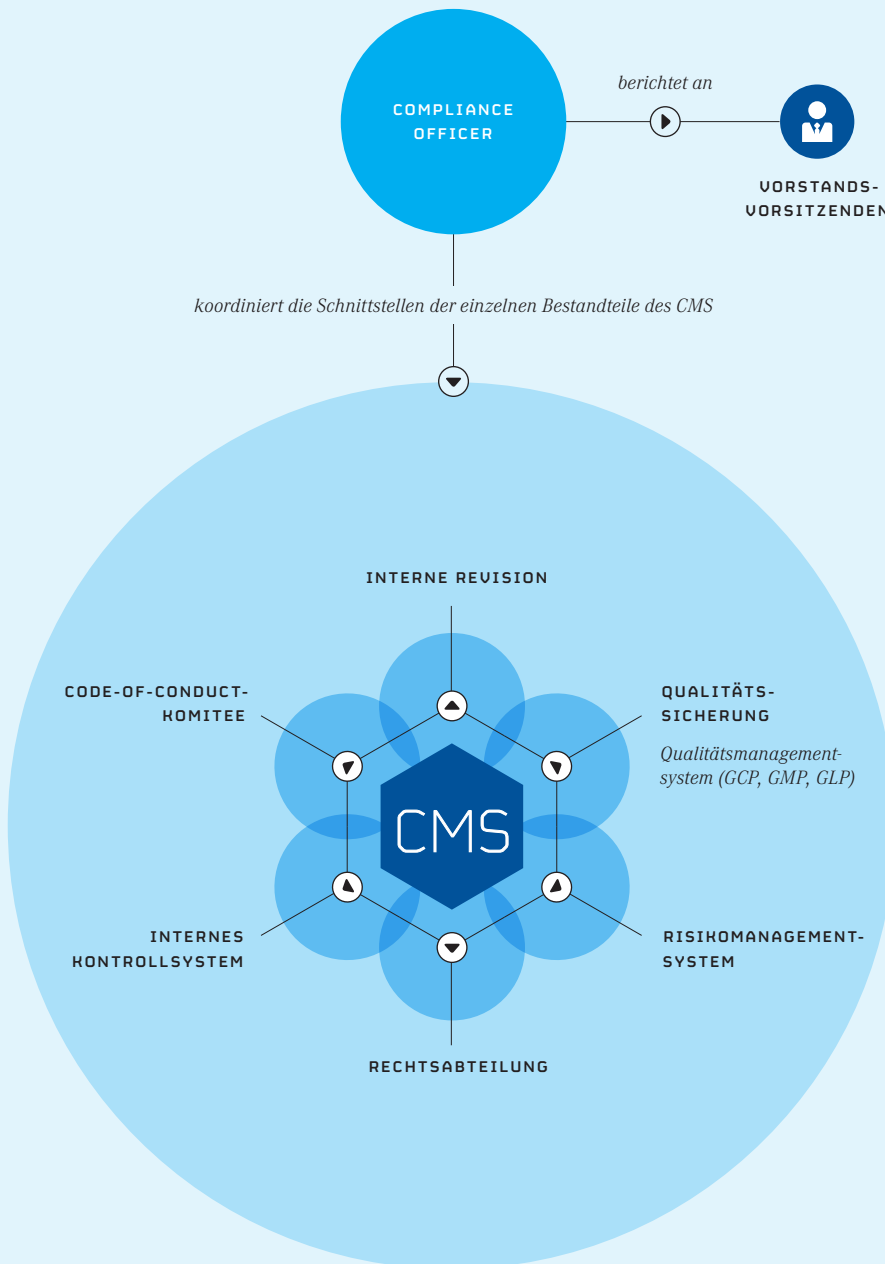 COMPLIANCE
OFFICER
berichtet an
VORSTANDS-
VORSITZENDEN
koordiniert die Schnittstellen der einzelnen Bestandteile des CMS
INTERNE REVISION
CODE-OF-CONDUCT-
KOMITEE
QUALITÄTS-
SICHERUNG
Qualitätsmanagement-
system (GCP, GMP, GLP)
CMS
INTERNES
KONTROLLSYSTEM
RISIKOMANAGEMENT-
SYSTEM
RECHTSABTEILUNG